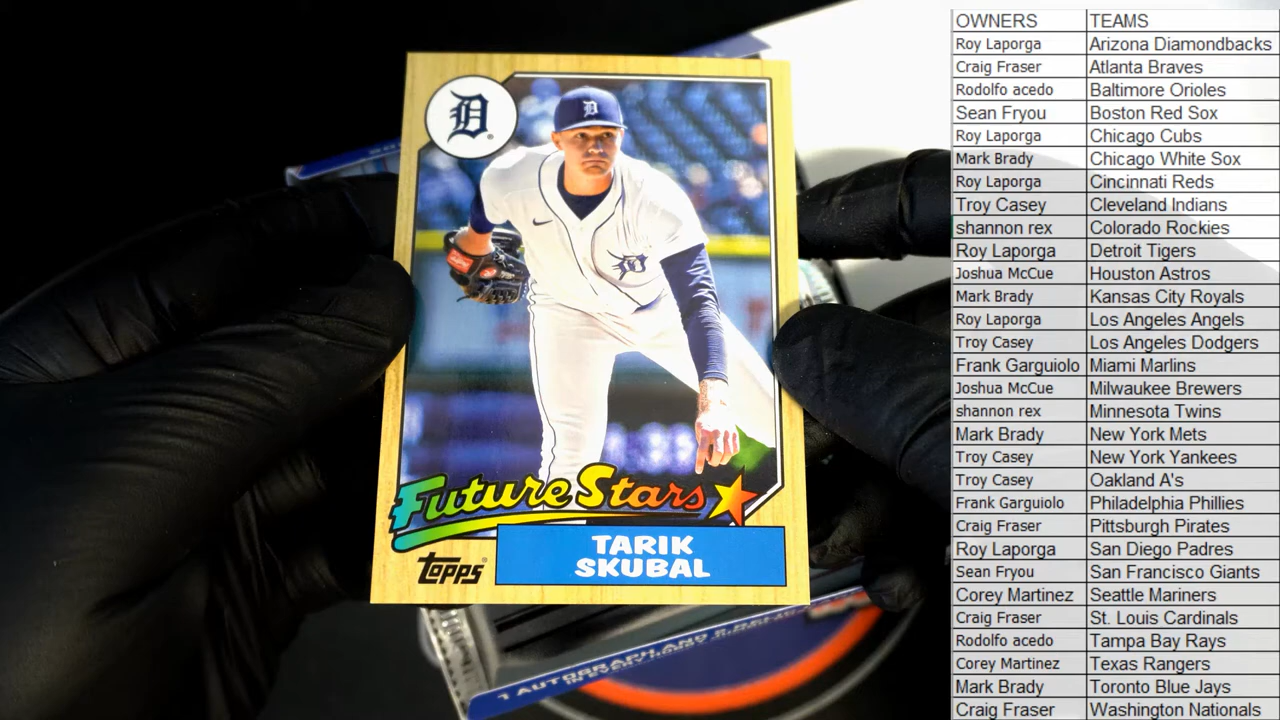 D
D
D
Future Stars
TARIK
SKUBAL
Topps
1 AUTOGRAPH AND 2 RELIC
OWNERS TEAMS
Roy Laporga Arizona Diamondbacks
Craig Fraser Atlanta Braves
Rodolfo acedo Baltimore Orioles
Sean Fryou Boston Red Sox
Roy Laporga Chicago Cubs
Mark Brady Chicago White Sox
Roy Laporga Cincinnati Reds
Troy Casey Cleveland Indians
shannon rex Colorado Rockies
Roy Laporga Detroit Tigers
Joshua McCue Houston Astros
Mark Brady Kansas City Royals
Roy Laporga Los Angeles Angels
Troy Casey Los Angeles Dodgers
Frank Garguiolo Miami Marlins
Joshua McCue Milwaukee Brewers
shannon rex Minnesota Twins
Mark Brady New York Mets
Troy Casey New York Yankees
Troy Casey Oakland A's
Frank Garguiolo Philadelphia Phillies
Craig Fraser Pittsburgh Pirates
Roy Laporga San Diego Padres
Sean Fryou San Francisco Giants
Corey Martinez Seattle Mariners
Craig Fraser St. Louis Cardinals
Rodolfo acedo Tampa Bay Rays
Corey Martinez Texas Rangers
Mark Brady Toronto Blue Jays
Craig Fraser Washington Nationals